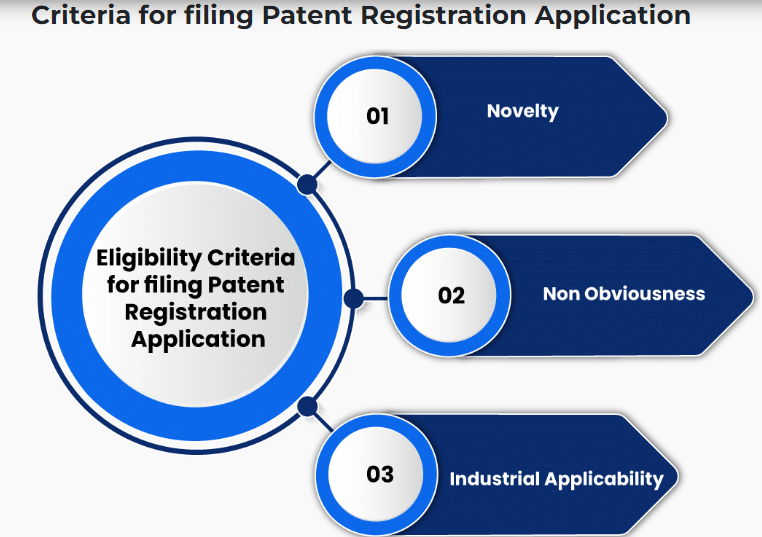 Criteria for filing Patent Registration Application
Eligibility Criteria
for filing Patent
Registration
Application
01
Novelty
02
Non Obviousness
03
Industrial Applicability